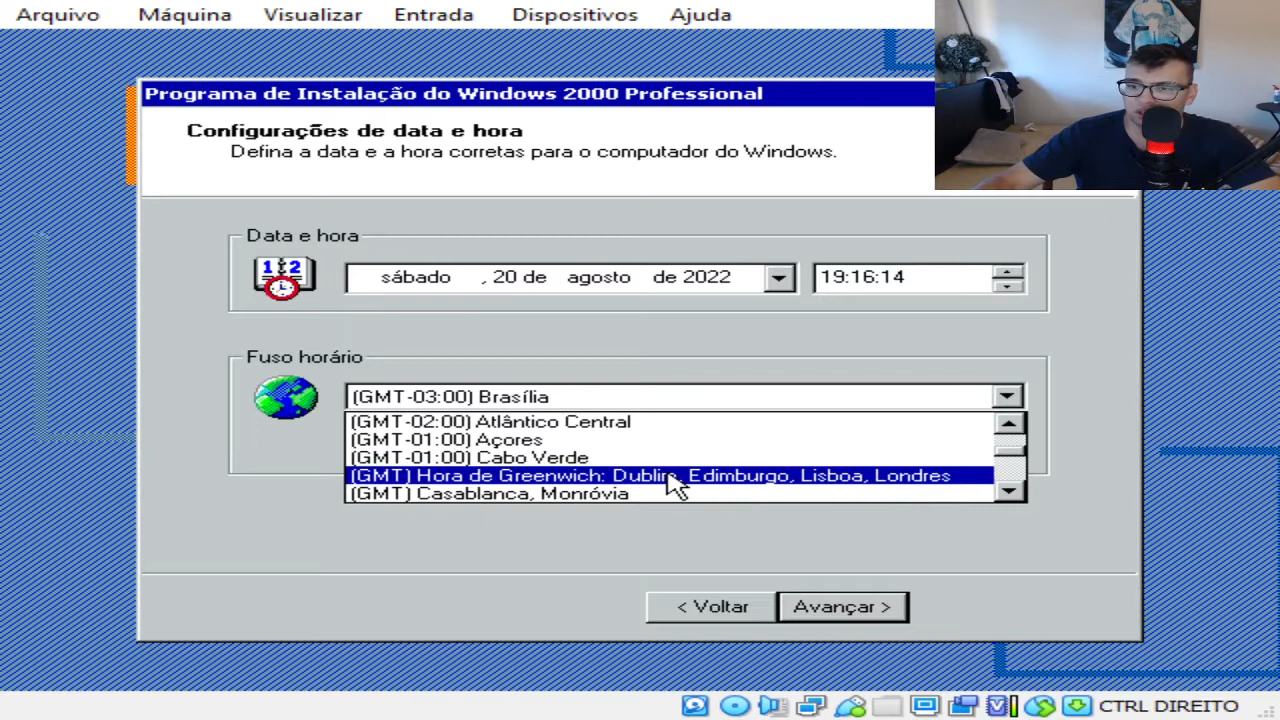 Arquivo Máquina Visualizar Entrada Dispositivos Ajuda
Programa de Instalação do Windows 2000 Professional
Configurações de data e hora
Defina a data e a hora corretas para o computador do Windows.
Data e hora
12
sábado , 20 de agosto de 2022 19:16:14
Fuso horário
(GMT-03:00) Brasília
(GMT-02:00) Atlântico Central
(GMT-01:00) Açores
(GMT-01:00) Cabo Verde
(GMT) Hora de Greenwich: Dublin, Edimburgo, Lisboa, Londres
(GMT) Casablanca, Monróvia
< Voltar Avançar >
CTRL DIREITO